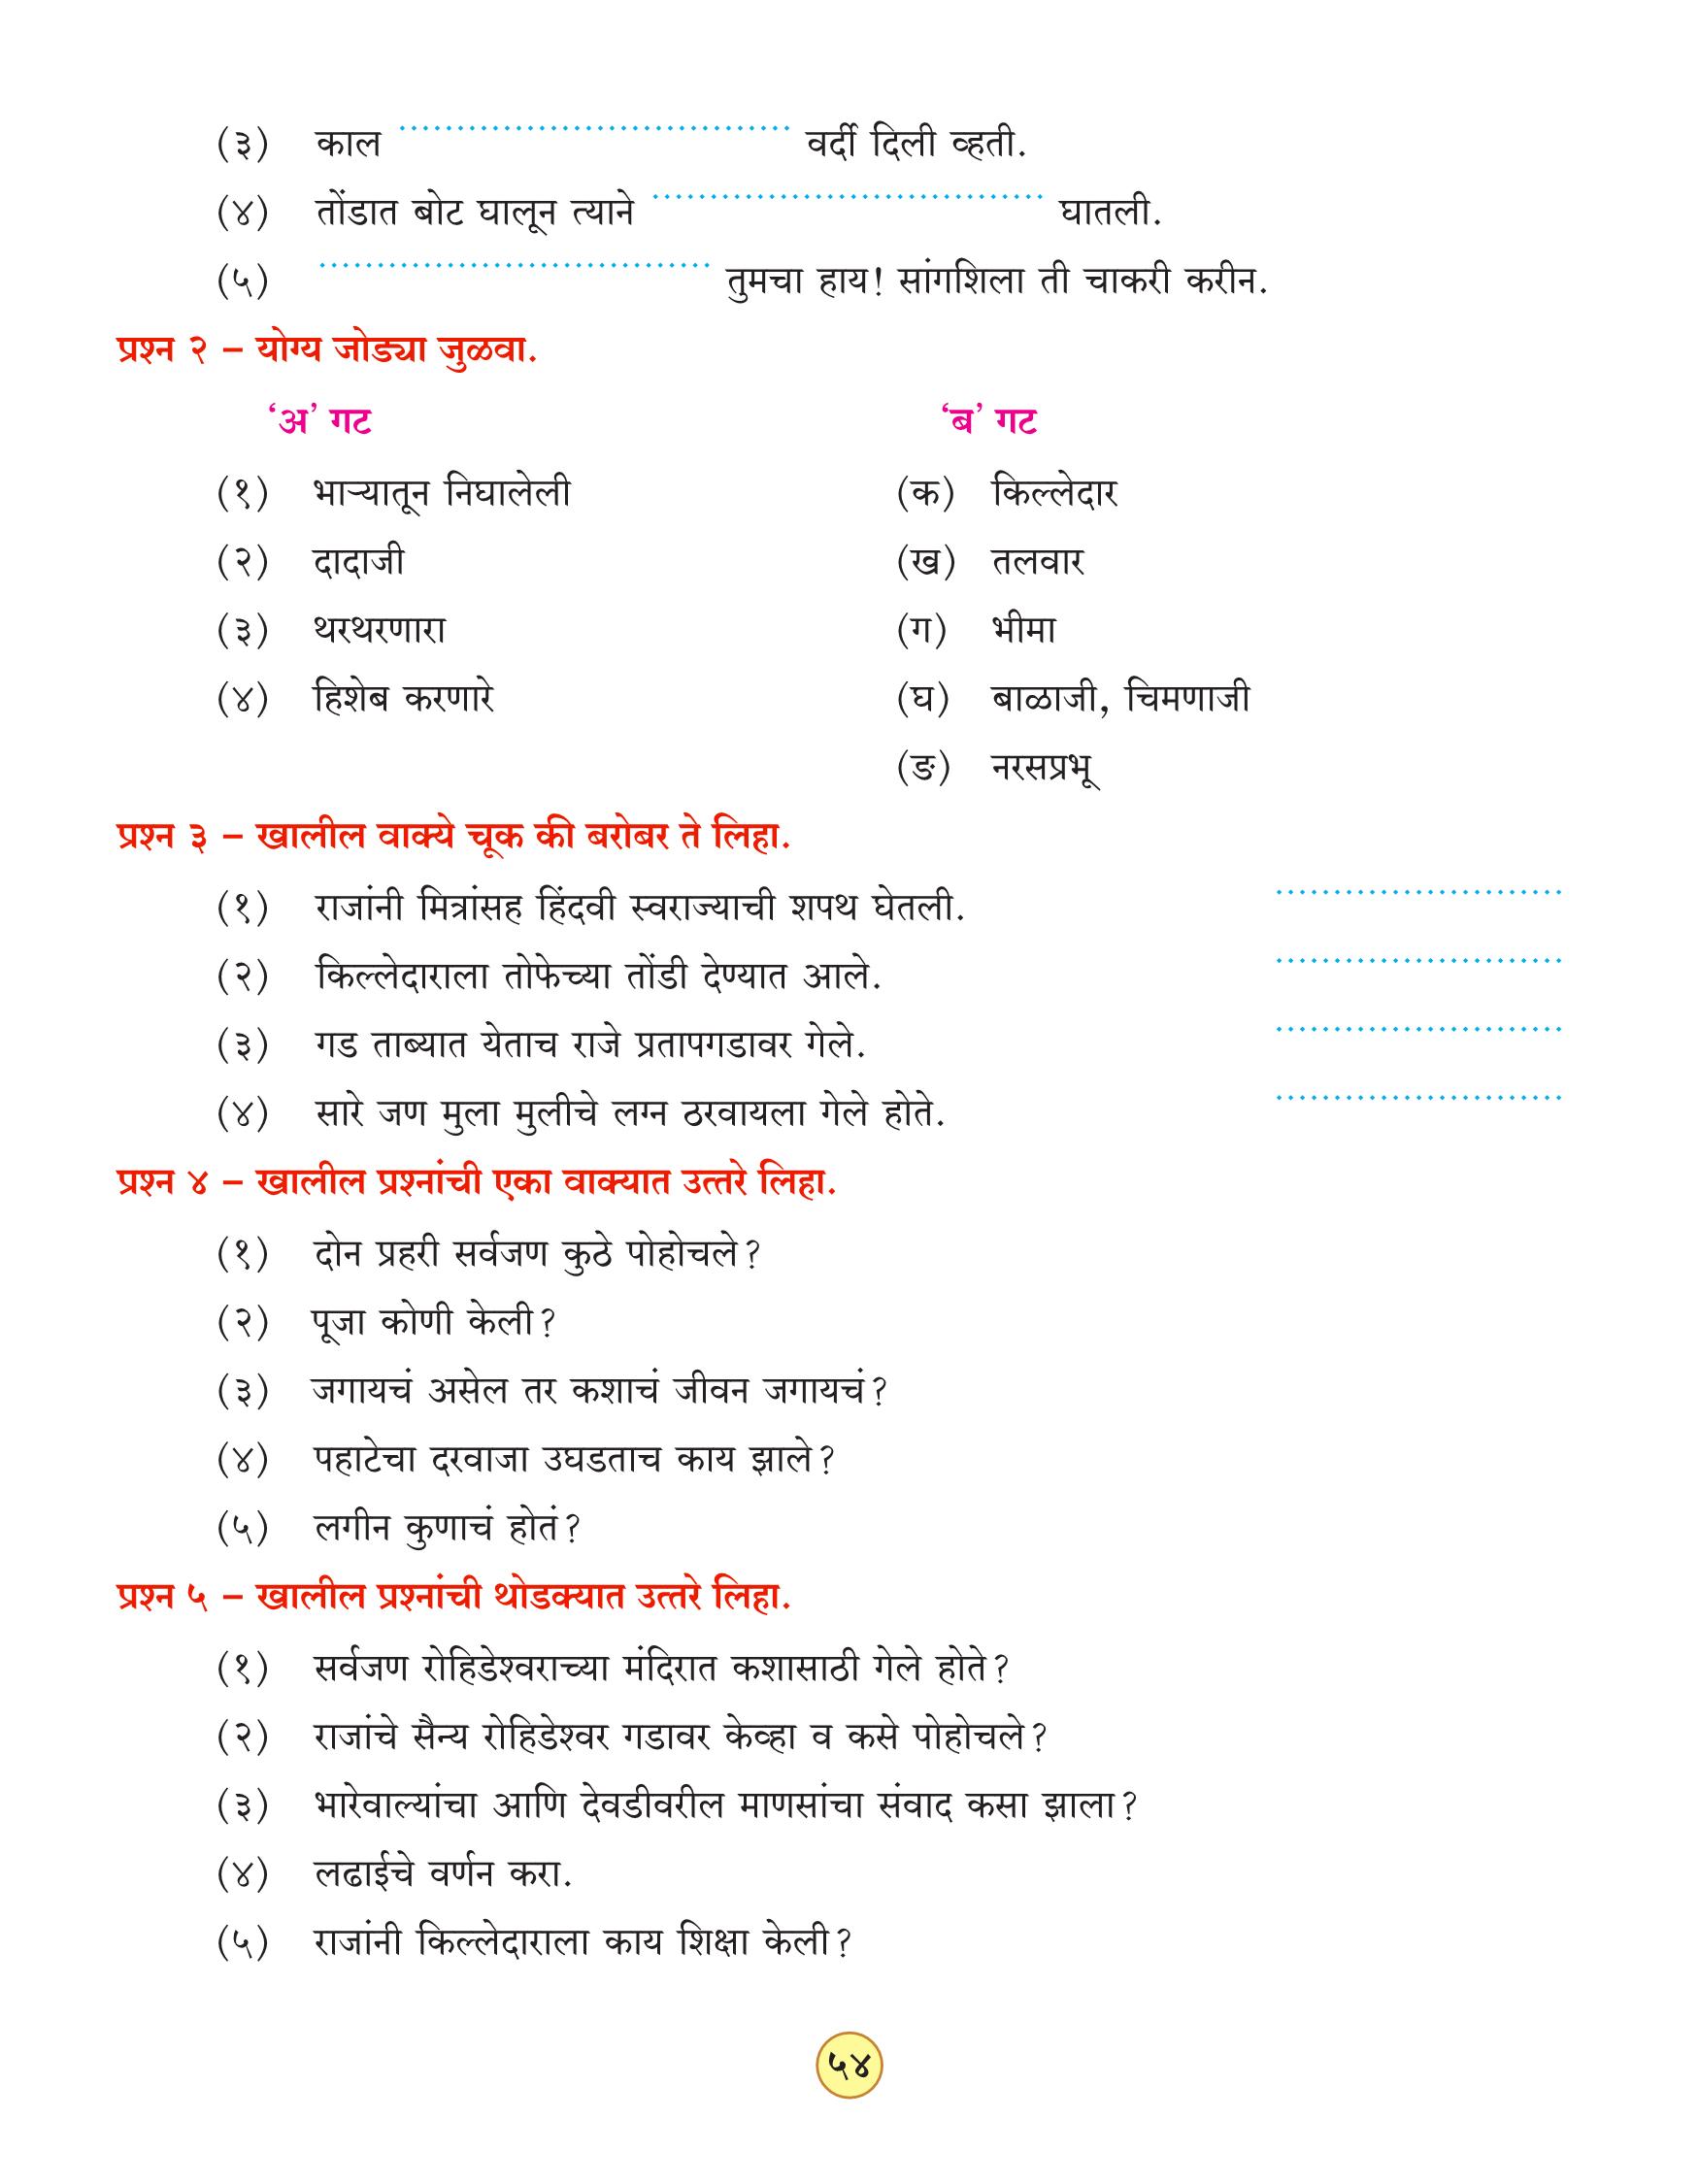 (३) काल .................................. वर्दी दिली व्हती.
(४) तोंडात बोट घालून त्याने .................................. घातली.
(५) .................................. तुमचा हाय! सांगशिला ती चाकरी करीन.
प्रश्न २ – योग्य जोड्या जुळवा.
‘अ’ गट ‘ब’ गट
(१) भाऱ्यातून निघालेली (क) किल्लेदार
(२) दादाजी (ख) तलवार
(३) थरथरणारा (ग) भीमा
(४) हिशेब करणारे (घ) बाळाजी, चिमणाजी
(ङ) नरसप्रभू
प्रश्न ३ – खालील वाक्ये चूक की बरोबर ते लिहा.
(१) राजांनी मित्रांसह हिंदवी स्वराज्याची शपथ घेतली. .........................
(२) किल्लेदाराला तोफेच्या तोंडी देण्यात आले. .........................
(३) गड ताब्यात येताच राजे प्रतापगडावर गेले. .........................
(४) सारे जण मुला मुलीचे लग्न ठरवायला गेले होते. .........................
प्रश्न ४ – खालील प्रश्नांची एका वाक्यात उत्तरे लिहा.
(१) दोन प्रहरी सर्वजण कुठे पोहोचले?
(२) पूजा कोणी केली?
(३) जगायचं असेल तर कशाचं जीवन जगायचं?
(४) पहाटेचा दरवाजा उघडताच काय झाले?
(५) लगीन कुणाचं होतं?
प्रश्न ५ – खालील प्रश्नांची थोडक्यात उत्तरे लिहा.
(१) सर्वजण रोहिडेश्वराच्या मंदिरात कशासाठी गेले होते?
(२) राजांचे सैन्य रोहिडेश्वर गडावर केव्हा व कसे पोहोचले?
(३) भारेवाल्यांचा आणि देवडीवरील माणसांचा संवाद कसा झाला?
(४) लढाईचे वर्णन करा.
(५) राजांनी किल्लेदाराला काय शिक्षा केली?
५४